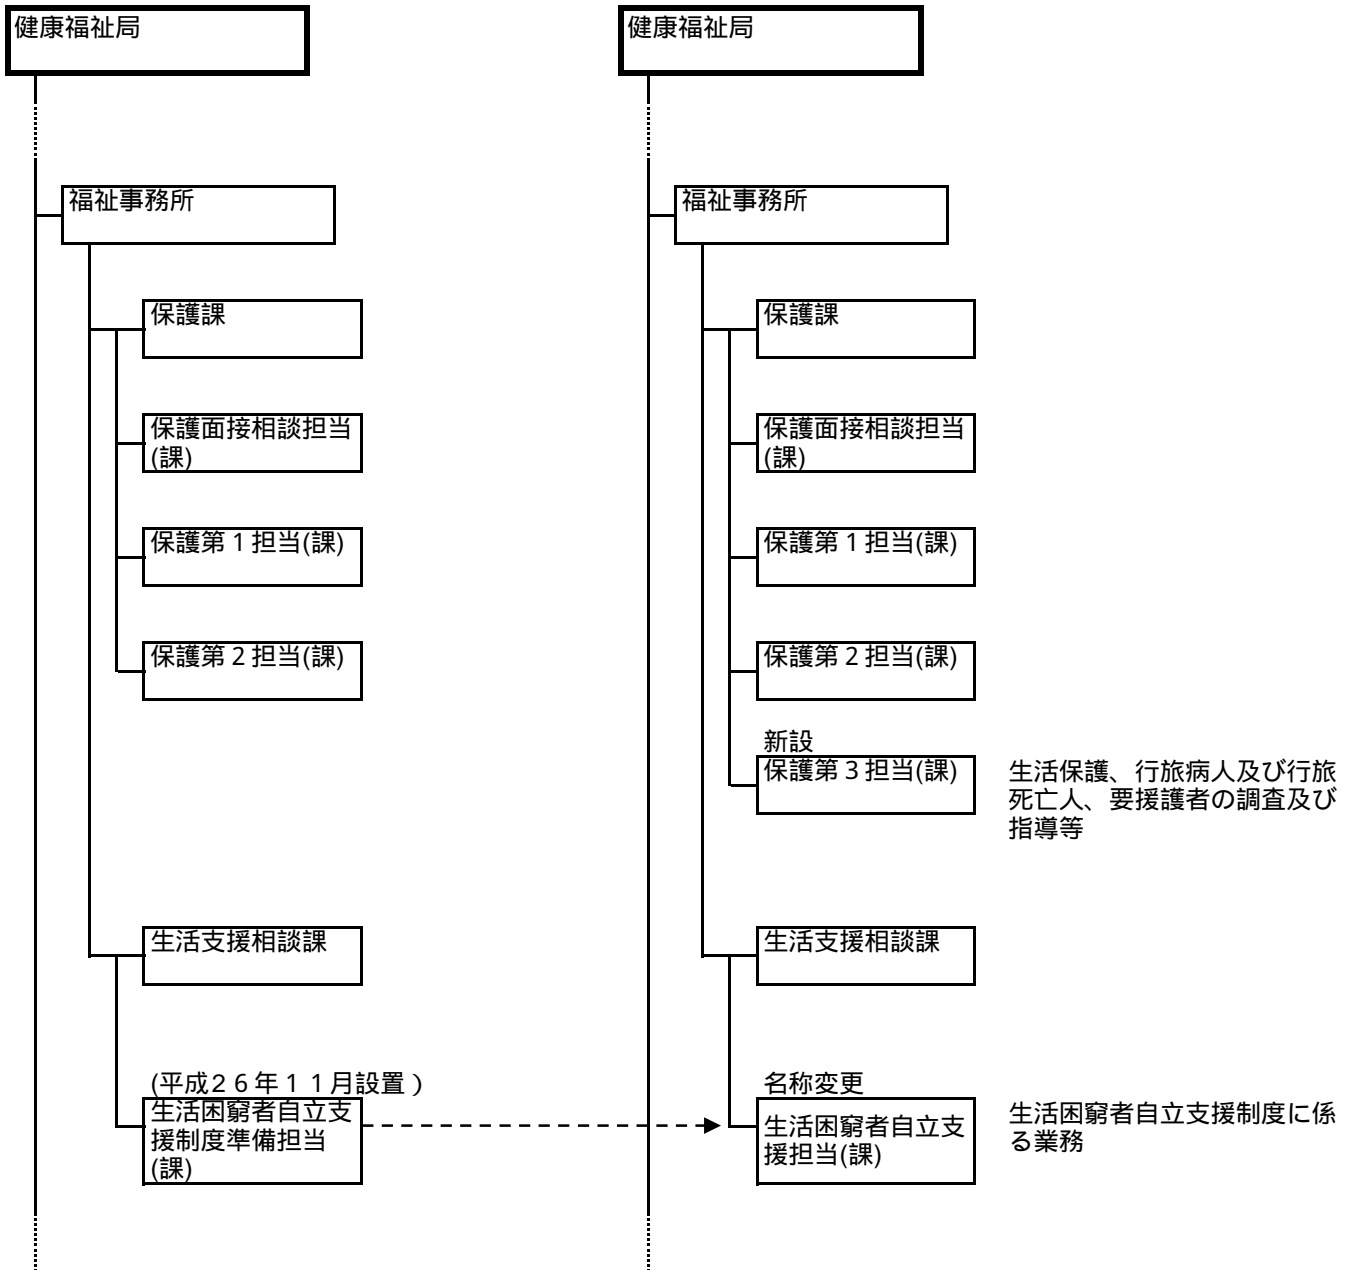 健康福祉局
福祉事務所
保護課
保護面接相談担当
(課)
保護第1担当(課)
保護第2担当(課)
生活支援相談課
(平成26年11月設置)
生活困窮者自立支
援制度準備担当
(課)
健康福祉局
福祉事務所
保護課
保護面接相談担当
(課)
保護第1担当(課)
保護第2担当(課)
新設
保護第3担当(課)
生活保護、行旅病人及び行旅
死亡人、要援護者の調査及び
指導等
生活支援相談課
名称変更
生活困窮者自立支
援担当(課)
生活困窮者自立支援制度に係
る業務